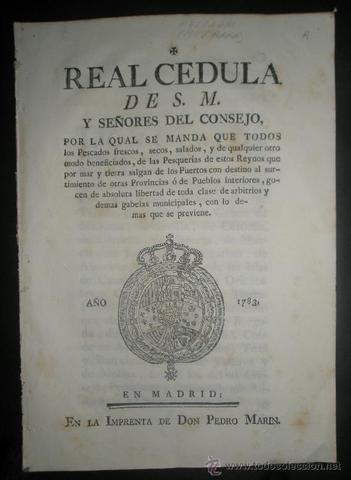 REAL CEDULA
DE S. M.
Y SEÑORES DEL CONSEJO,
POR LA QUAL SE MANDA QUE TODOS
los Pescados frescos, secos, salados, y de qualquier otro
modo beneficiados, de las Pesquerias de estos Reynos que
por mar y tierra salgan de los Puertos con destino al sur-
timiento de otras Provincias ó de Pueblos interiores, go-
cen de absoluta libertad de toda clase de arbitrios y
demas gabelas municipales, con lo de-
mas que se previene.
AÑO 1783.
EN MADRID:
EN LA IMPRENTA DE DON PEDRO MARIN.
todocoleccion.net